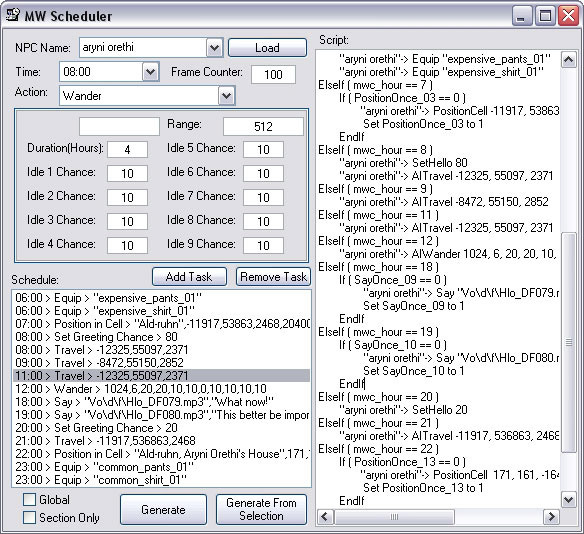 MW Scheduler
NPC Name: aryni orethi Load
Time: 08:00 Frame Counter: 100
Action: Wander
Range: 512
Duration(Hours): 4 Idle 5 Chance: 10
Idle 1 Chance: 10 Idle 6 Chance: 10
Idle 2 Chance: 10 Idle 7 Chance: 10
Idle 3 Chance: 10 Idle 8 Chance: 10
Idle 4 Chance: 10 Idle 9 Chance: 10
Schedule: Add Task Remove Task
06:00 > Equip > "expensive_pants_01"
06:00 > Equip > "expensive_shirt_01"
07:00 > Position in Cell > "Ald-ruhn",-11917,53863,2468,20400
08:00 > Set Greeting Chance > 80
08:00 > Travel > -12325,55097,2371
09:00 > Travel > -8472,55150,2852
11:00 > Travel > -12325,55097,2371
12:00 > Wander > 1024,6,20,20,10,10,0,10,10,10,10,10
18:00 > Say > "Vo\d\f\Hlo_DF079.mp3","What now!"
19:00 > Say > "Vo\d\f\Hlo_DF080.mp3","This better be impor
20:00 > Set Greeting Chance > 20
21:00 > Travel > -11917,536863,2468
22:00 > Position in Cell > "Ald-ruhn, Aryni Orethi's House",171,
23:00 > Equip > "common_pants_01"
23:00 > Equip > "common_shirt_01"
Global
Section Only
Generate
Generate From
Selection
Script:
"aryni orethi"-> Equip "expensive_pants_01"
"aryni orethi"-> Equip "expensive_shirt_01"
ElseIf ( mwc_hour == 7 )
If ( PositionOnce_03 == 0 )
"aryni orethi"-> PositionCell -11917, 53863
Set PositionOnce_03 to 1
EndIf
ElseIf ( mwc_hour == 8 )
"aryni orethi"-> SetHello 80
"aryni orethi"-> AITravel -12325, 55097, 2371
ElseIf ( mwc_hour == 9 )
"aryni orethi"-> AITravel -8472, 55150, 2852
ElseIf ( mwc_hour == 11 )
"aryni orethi"-> AITravel -12325, 55097, 2371
ElseIf ( mwc_hour == 12 )
"aryni orethi"-> AIWander 1024, 6, 20, 20, 10,
ElseIf ( mwc_hour == 18 )
If ( SayOnce_09 == 0 )
"aryni orethi"-> Say "Vo\d\f\Hlo_DF079.m
Set SayOnce_09 to 1
EndIf
ElseIf ( mwc_hour == 19 )
If ( SayOnce_10 == 0 )
"aryni orethi"-> Say "Vo\d\f\Hlo_DF080.m
Set SayOnce_10 to 1
EndIf
ElseIf ( mwc_hour == 20 )
"aryni orethi"-> SetHello 20
ElseIf ( mwc_hour == 21 )
"aryni orethi"-> AITravel -11917, 536863, 2468
ElseIf ( mwc_hour == 22 )
If ( PositionOnce_13 == 0 )
"aryni orethi"-> PositionCell 171, 161, -164
Set PositionOnce_13 to 1
EndIf